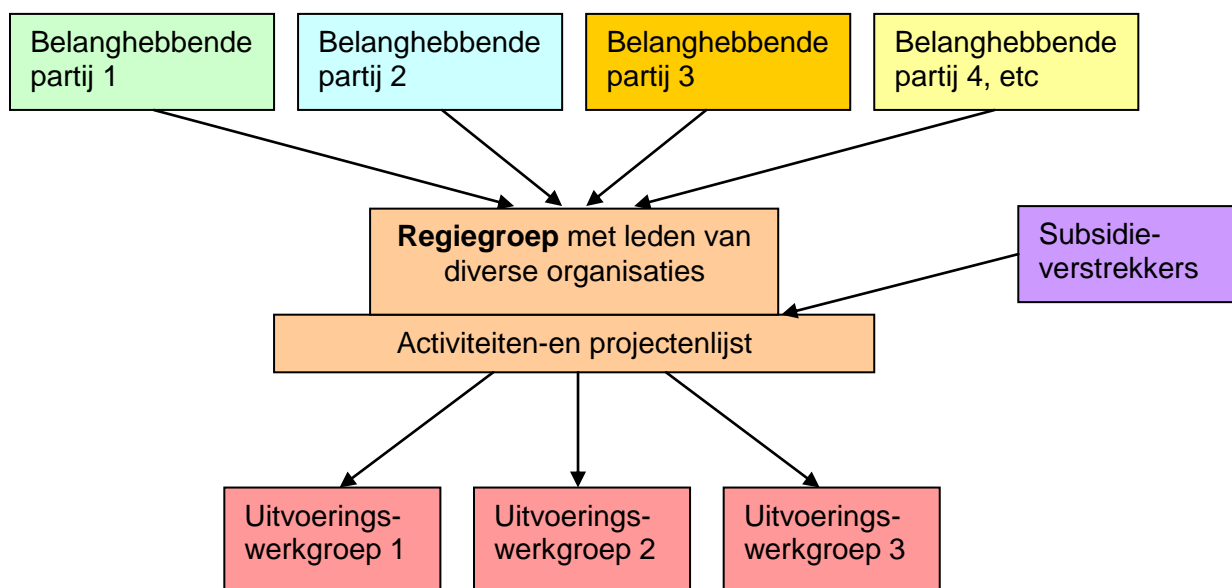 Belanghebbende
partij 1
Belanghebbende
partij 2
Belanghebbende
partij 3
Belanghebbende
partij 4, etc
Regiegroep met leden van
diverse organisaties
Subsidie-
verstrekkers
Activiteiten-en projectenlijst
Uitvoerings-
werkgroep 1
Uitvoerings-
werkgroep 2
Uitvoerings-
werkgroep 3